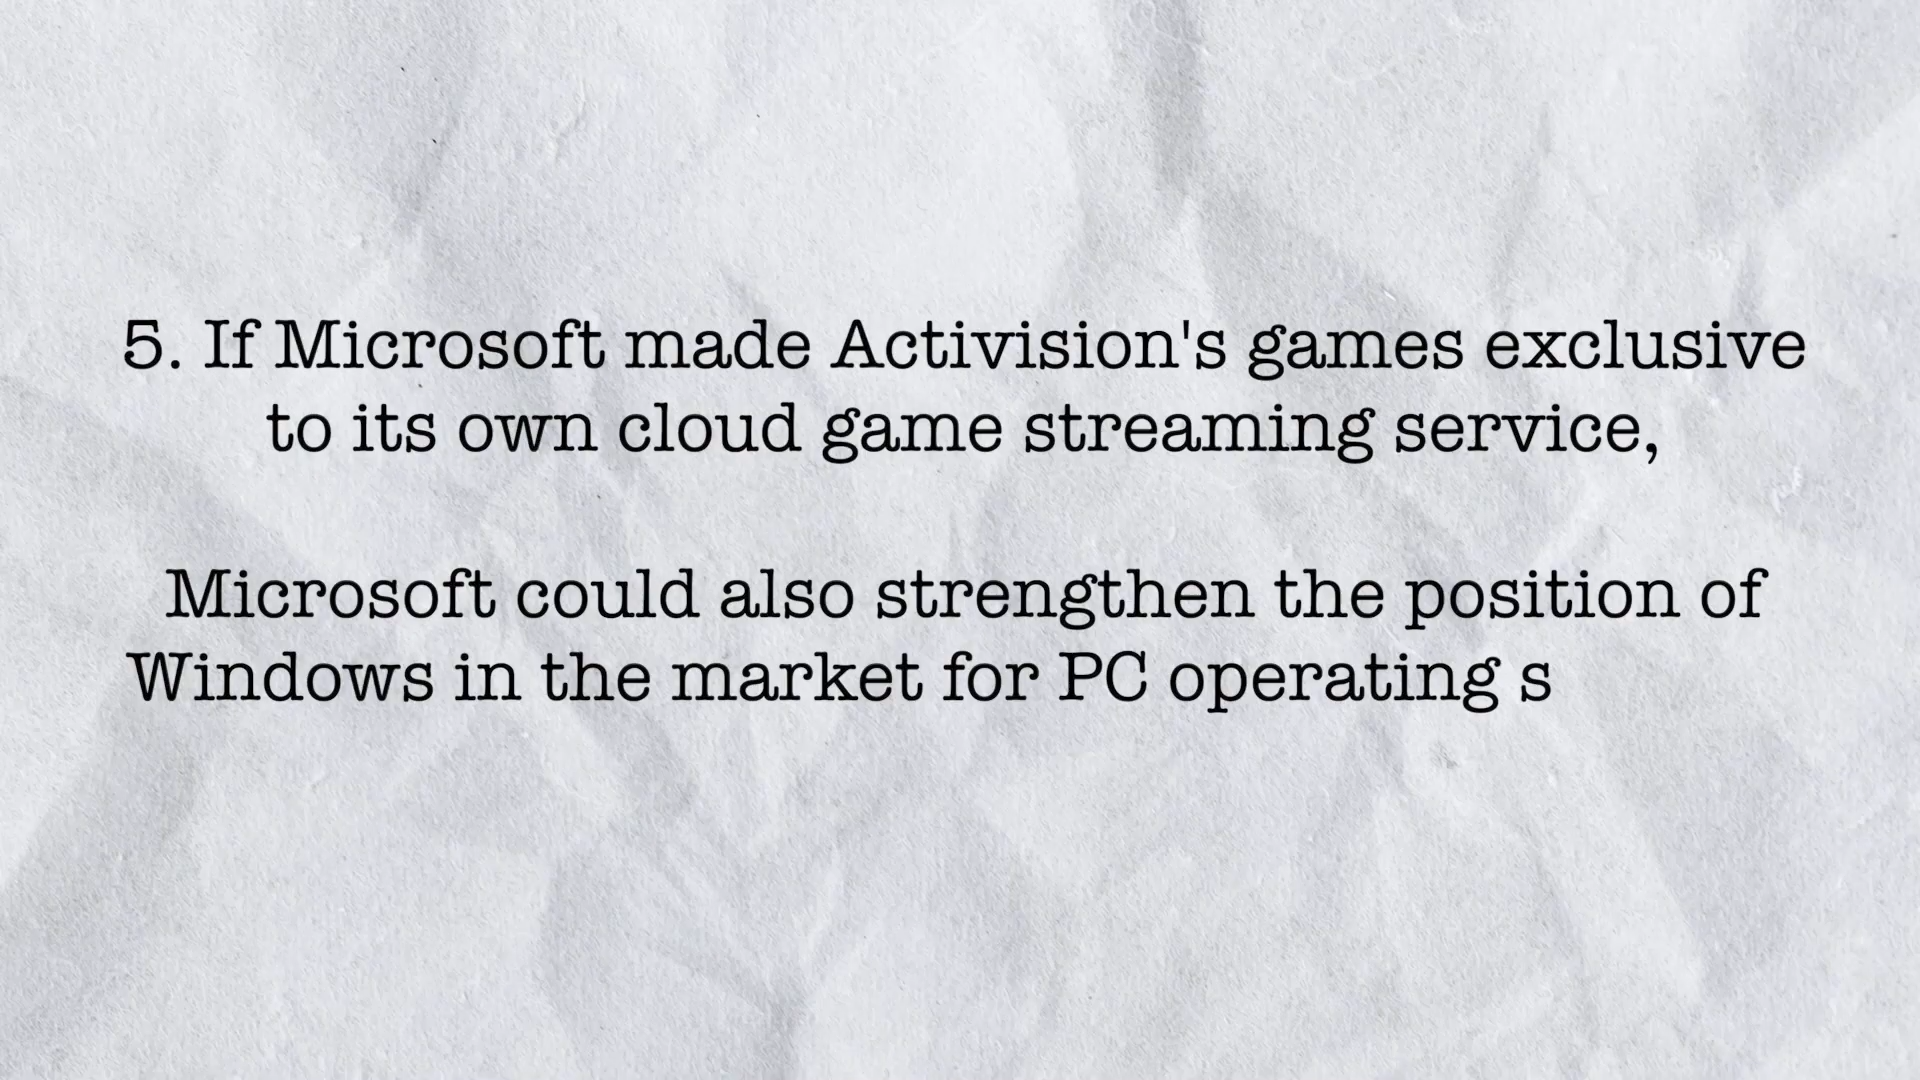 5. If Microsoft made Activision's games exclusive
to its own cloud game streaming service,
Microsoft could also strengthen the position of
Windows in the market for PC operating s